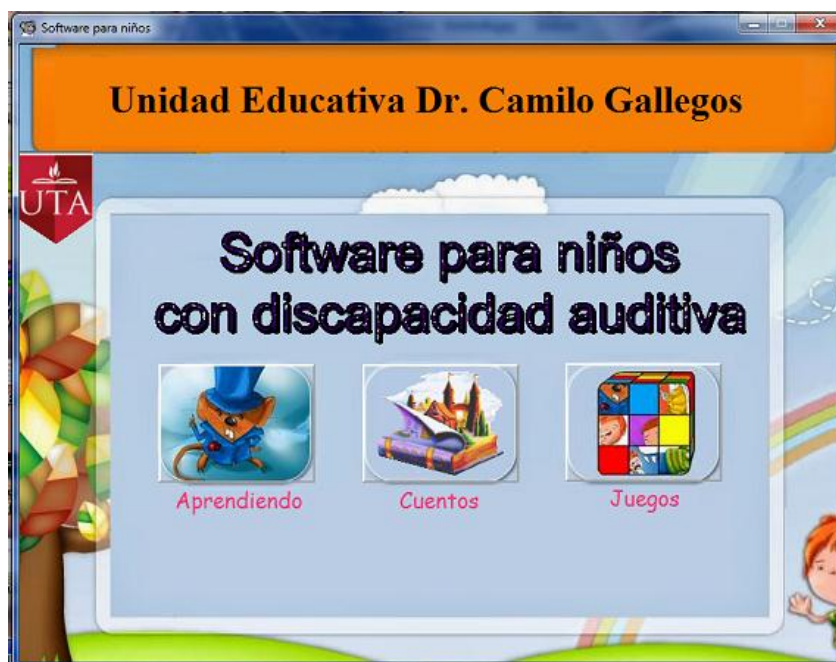 Software para niños
Unidad Educativa Dr. Camilo Gallegos
UTA
Software para niños
con discapacidad auditiva
Aprendiendo
Cuentos
Juegos